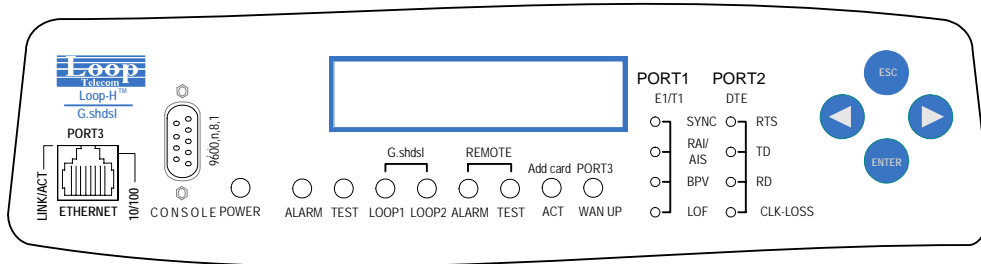 Loop
Telecom
Loop-H™
G.shdsl
PORT3
LINK/ACT
ETHERNET
10/100
9600,n,8.1
CONSOLE
POWER
ALARM
TEST
G.shdsl
LOOP1
LOOP2
REMOTE
ALARM
TEST
Add card
ACT
PORT3
WAN UP
PORT1
E1/T1
SYNC
RAI/
AIS
BPV
LOF
PORT2
DTE
RTS
TD
RD
CLK-LOSS
ESC
ENTER